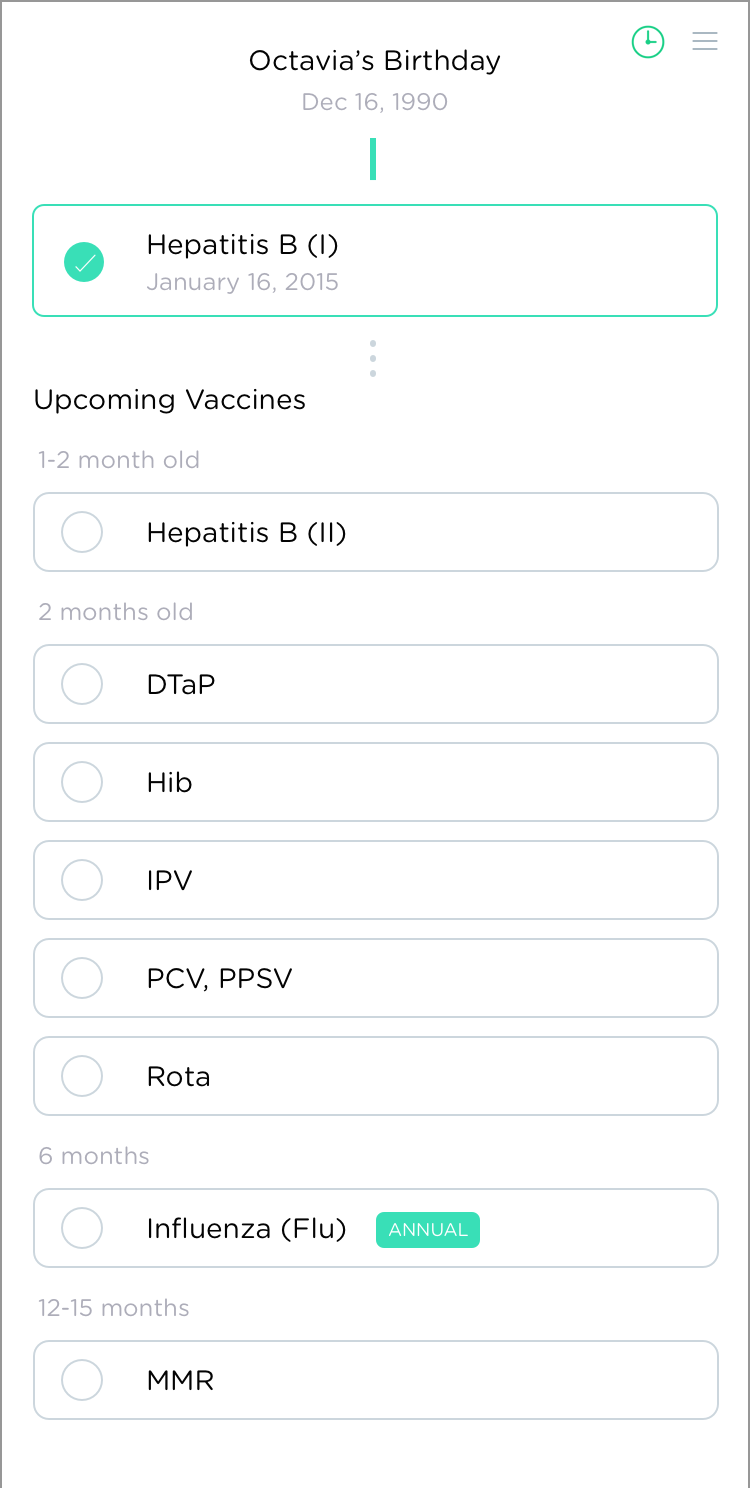 Octavia’s Birthday
Dec 16, 1990
Hepatitis B (I)
January 16, 2015
Upcoming Vaccines
1-2 month old
Hepatitis B (II)
2 months old
DTaP
Hib
IPV
PCV, PPSV
Rota
6 months
Influenza (Flu) ANNUAL
12-15 months
MMR